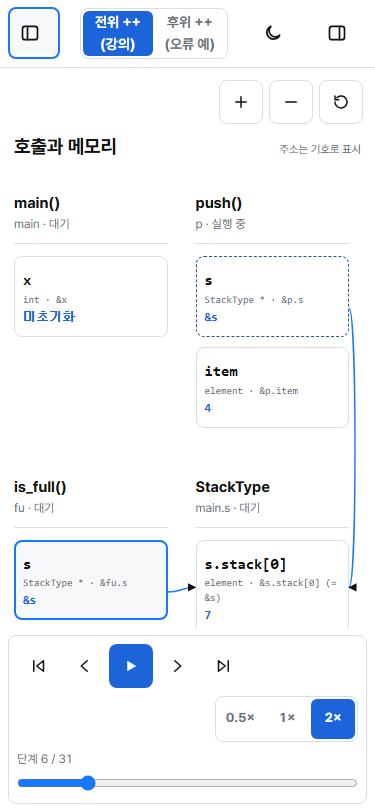 전위 ++
(강의)
후위 ++
(오류 예)
호출과 메모리
주소는 기호로 표시
main()
main · 대기
x
int · &x
미초기화
push()
p · 실행 중
s
StackType * · &p.s
&s
item
element · &p.item
4
is_full()
fu · 대기
s
StackType * · &fu.s
&s
StackType
main.s · 대기
s.stack[0]
element · &s.stack[0] (=
&s)
7
0.5×
1×
2×
단계 6 / 31